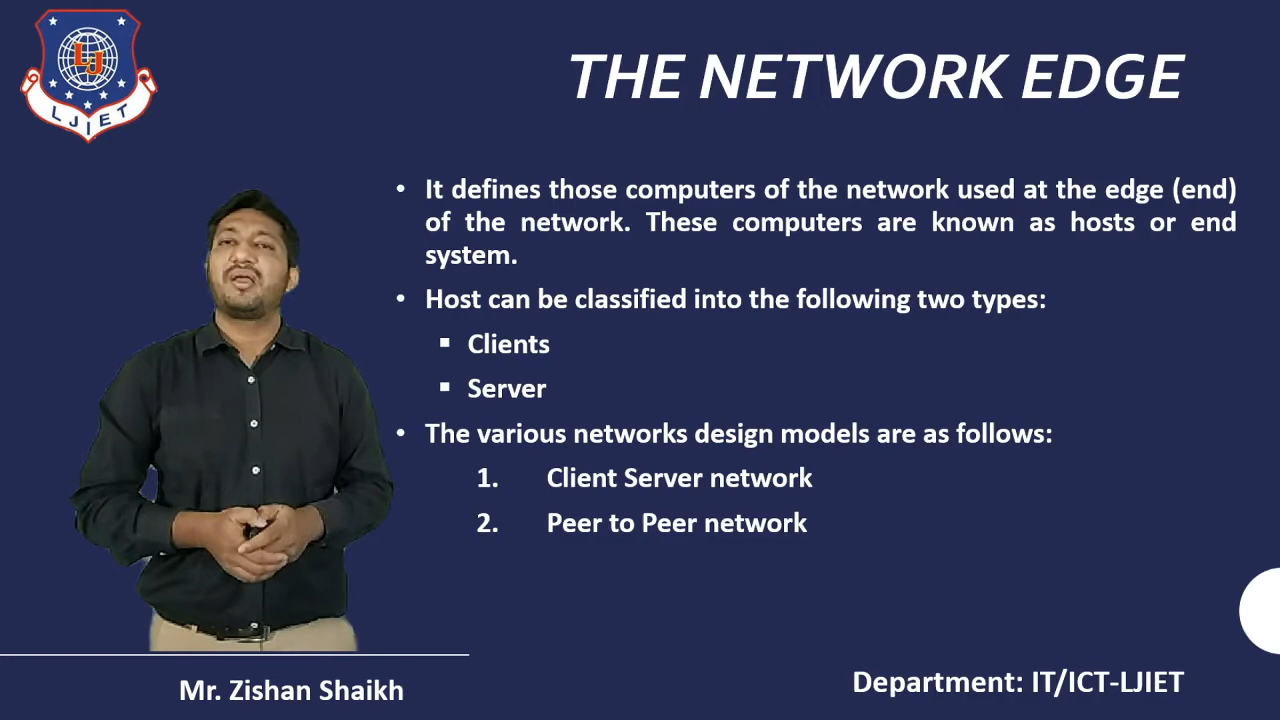 LJ
LJIET
THE NETWORK EDGE
• It defines those computers of the network used at the edge (end)
of the network. These computers are known as hosts or end
system.
• Host can be classified into the following two types:
▪ Clients
▪ Server
• The various networks design models are as follows:
1. Client Server network
2. Peer to Peer network
Mr. Zishan Shaikh
Department: IT/ICT-LJIET